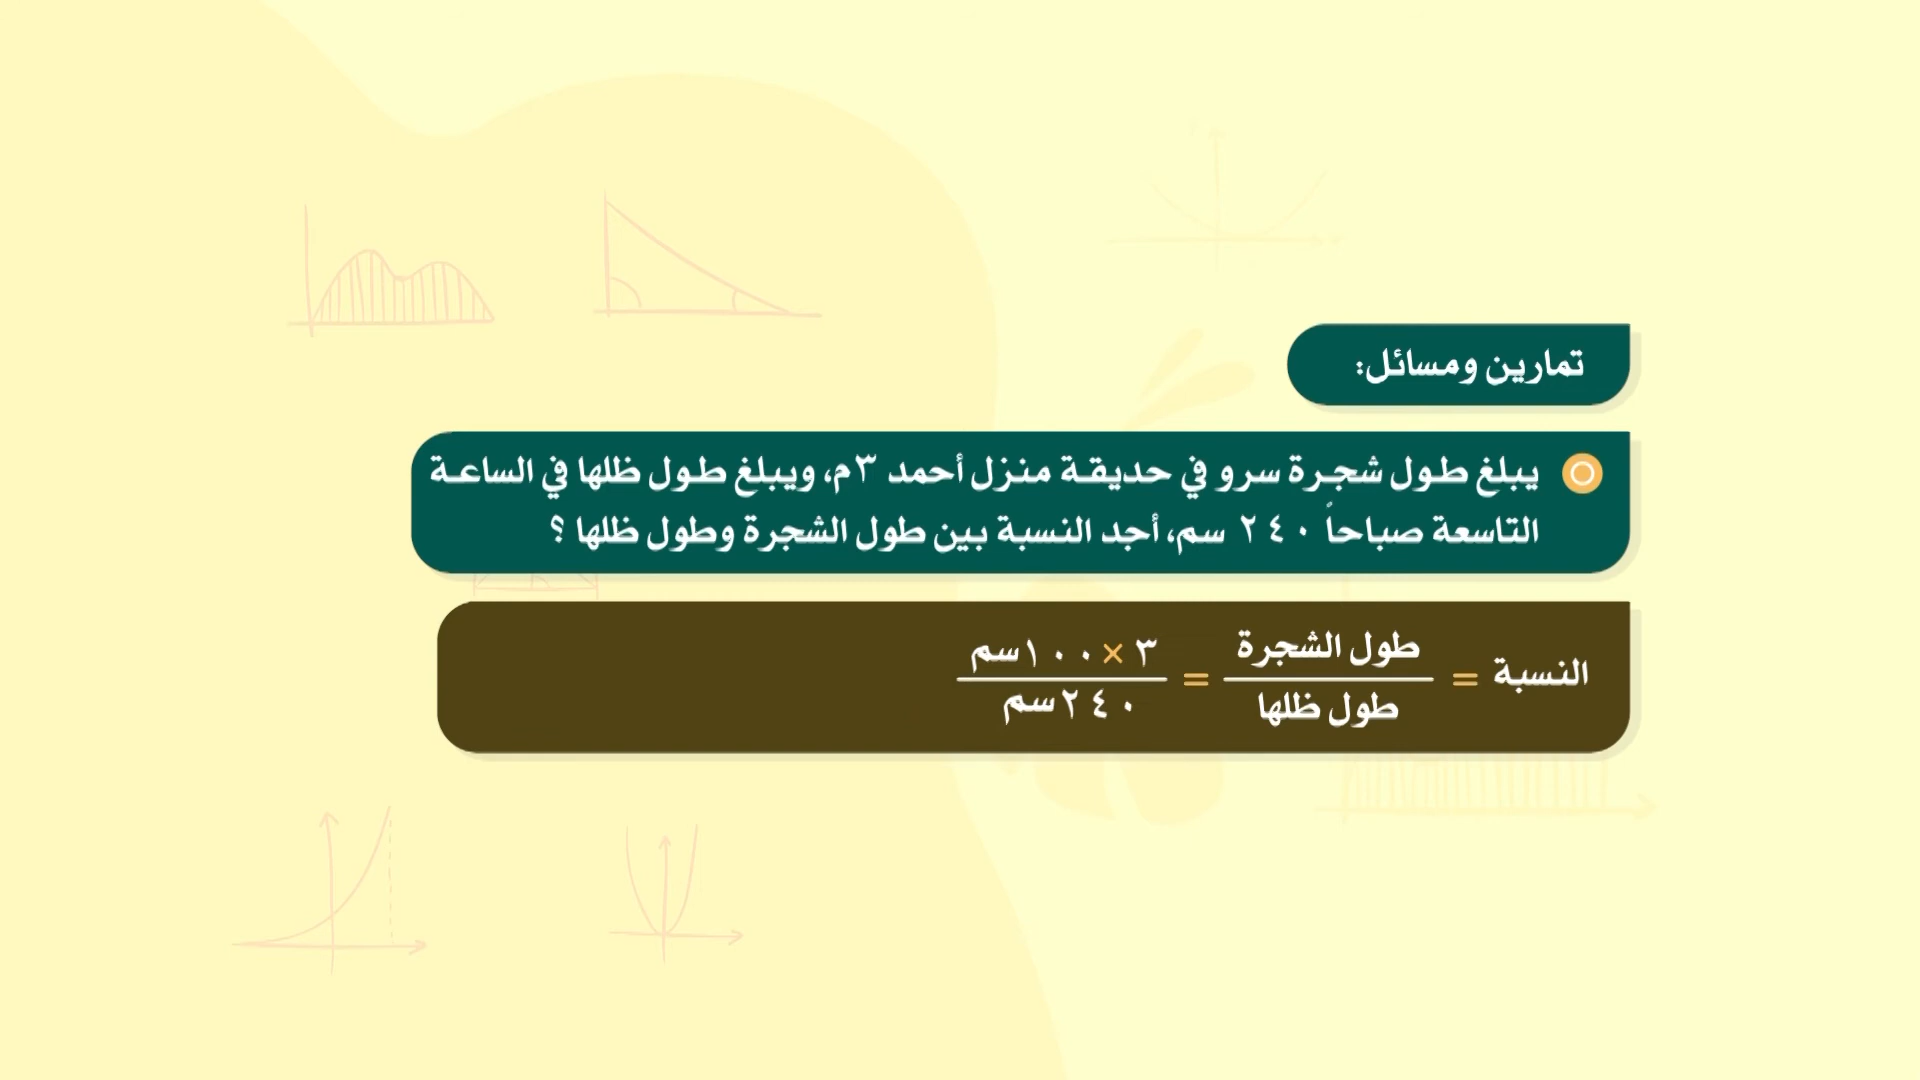 تمارين ومسائل:
يبلغ طول شجرة سرو في حديقة منزل أحمد ٣م، ويبلغ طول ظلها في الساعة
التاسعة صباحاً ٢٤٠ سم، أجد النسبة بين طول الشجرة وطول ظلها ؟
النسبة = طول الشجرة / طول ظلها = ٣ × ١٠٠سم / ٢٤٠سم